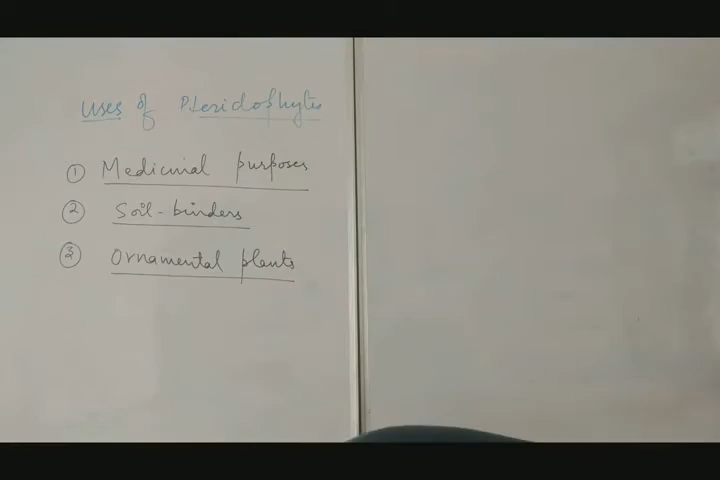 Uses of Pteridophytes
① Medicinal purposes
② Soil-binders
③ Ornamental plants